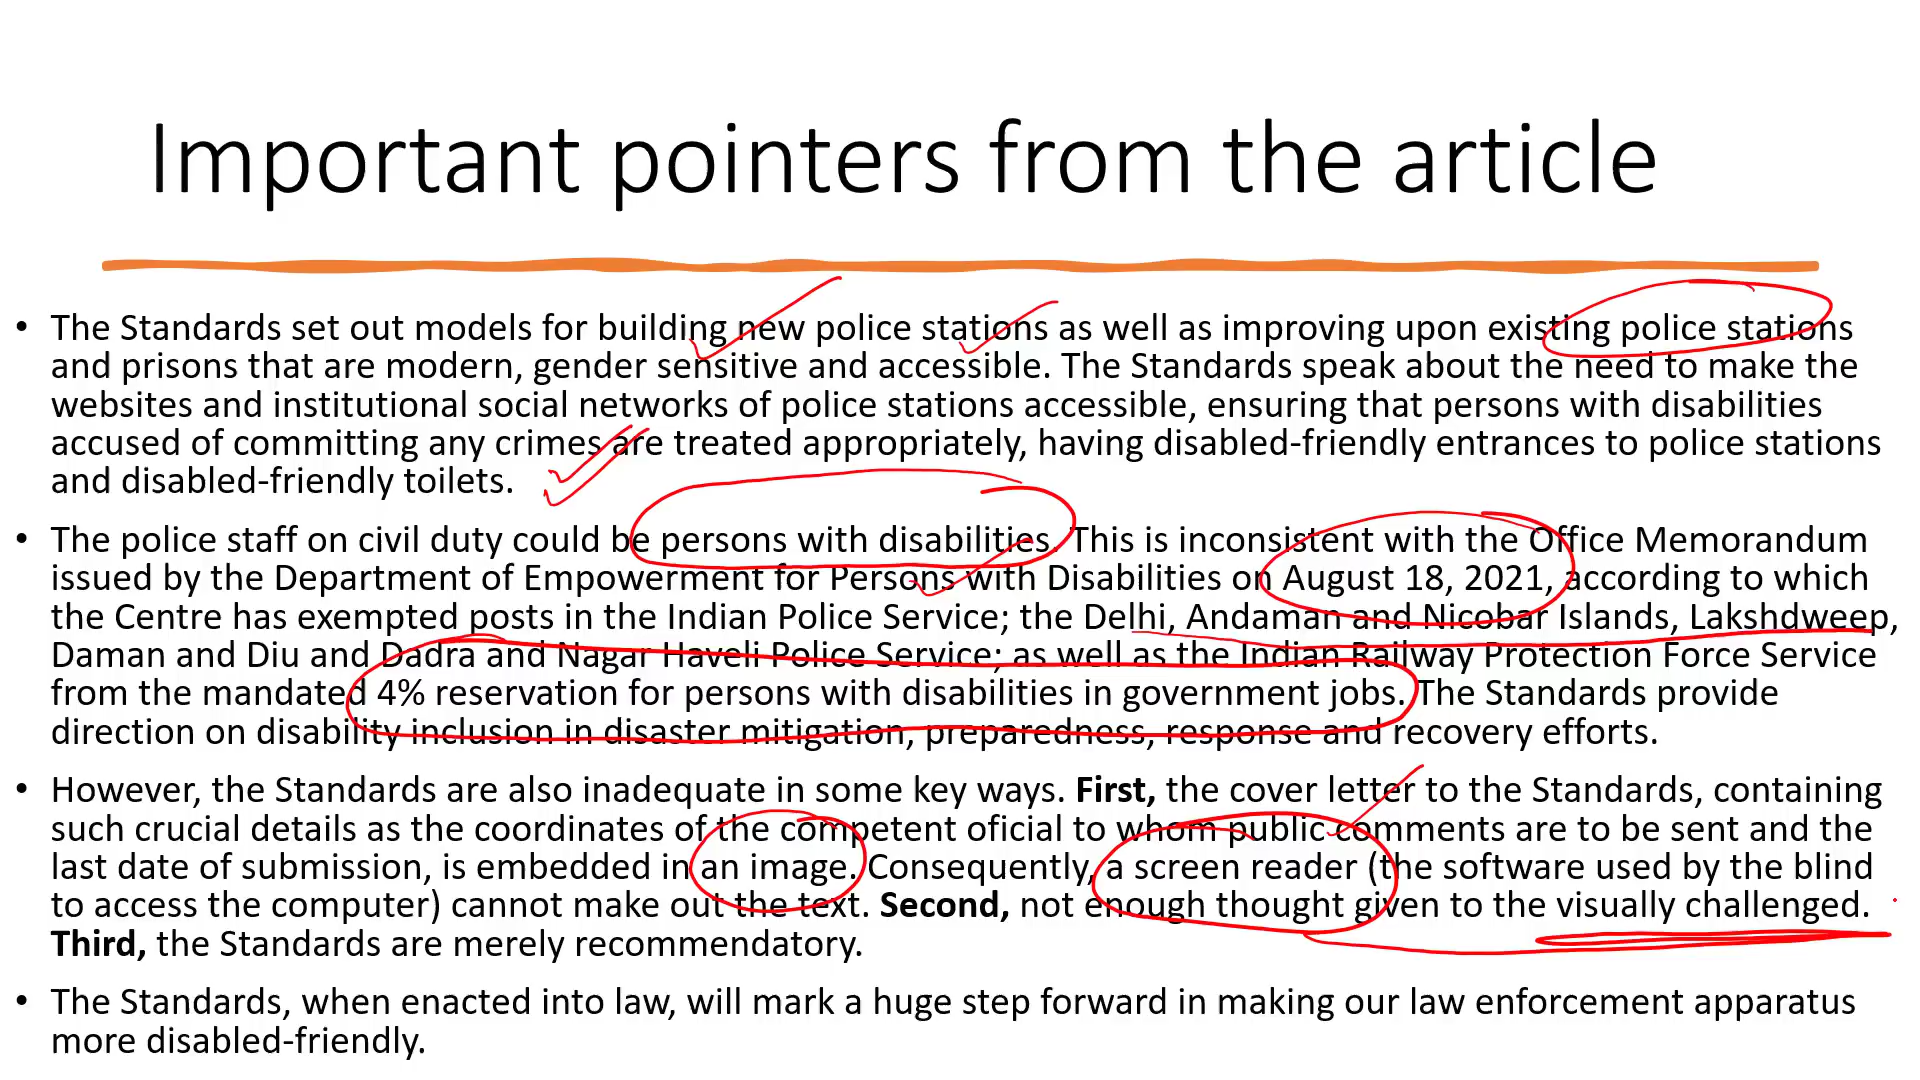 Important pointers from the article
• The Standards set out models for building new police stations as well as improving upon existing police stations
and prisons that are modern, gender sensitive and accessible. The Standards speak about the need to make the
websites and institutional social networks of police stations accessible, ensuring that persons with disabilities
accused of committing any crimes are treated appropriately, having disabled-friendly entrances to police stations
and disabled-friendly toilets.
• The police staff on civil duty could be persons with disabilities. This is inconsistent with the Office Memorandum
issued by the Department of Empowerment for Persons with Disabilities on August 18, 2021, according to which
the Centre has exempted posts in the Indian Police Service; the Delhi, Andaman and Nicobar Islands, Lakshdweep,
Daman and Diu and Dadra and Nagar Haveli Police Service; as well as the Indian Railway Protection Force Service
from the mandated 4% reservation for persons with disabilities in government jobs. The Standards provide
direction on disability inclusion in disaster mitigation, preparedness, response and recovery efforts.
• However, the Standards are also inadequate in some key ways. First, the cover letter to the Standards, containing
such crucial details as the coordinates of the competent oficial to whom public comments are to be sent and the
last date of submission, is embedded in an image. Consequently, a screen reader (the software used by the blind
to access the computer) cannot make out the text. Second, not enough thought given to the visually challenged.
Third, the Standards are merely recommendatory.
• The Standards, when enacted into law, will mark a huge step forward in making our law enforcement apparatus
more disabled-friendly.